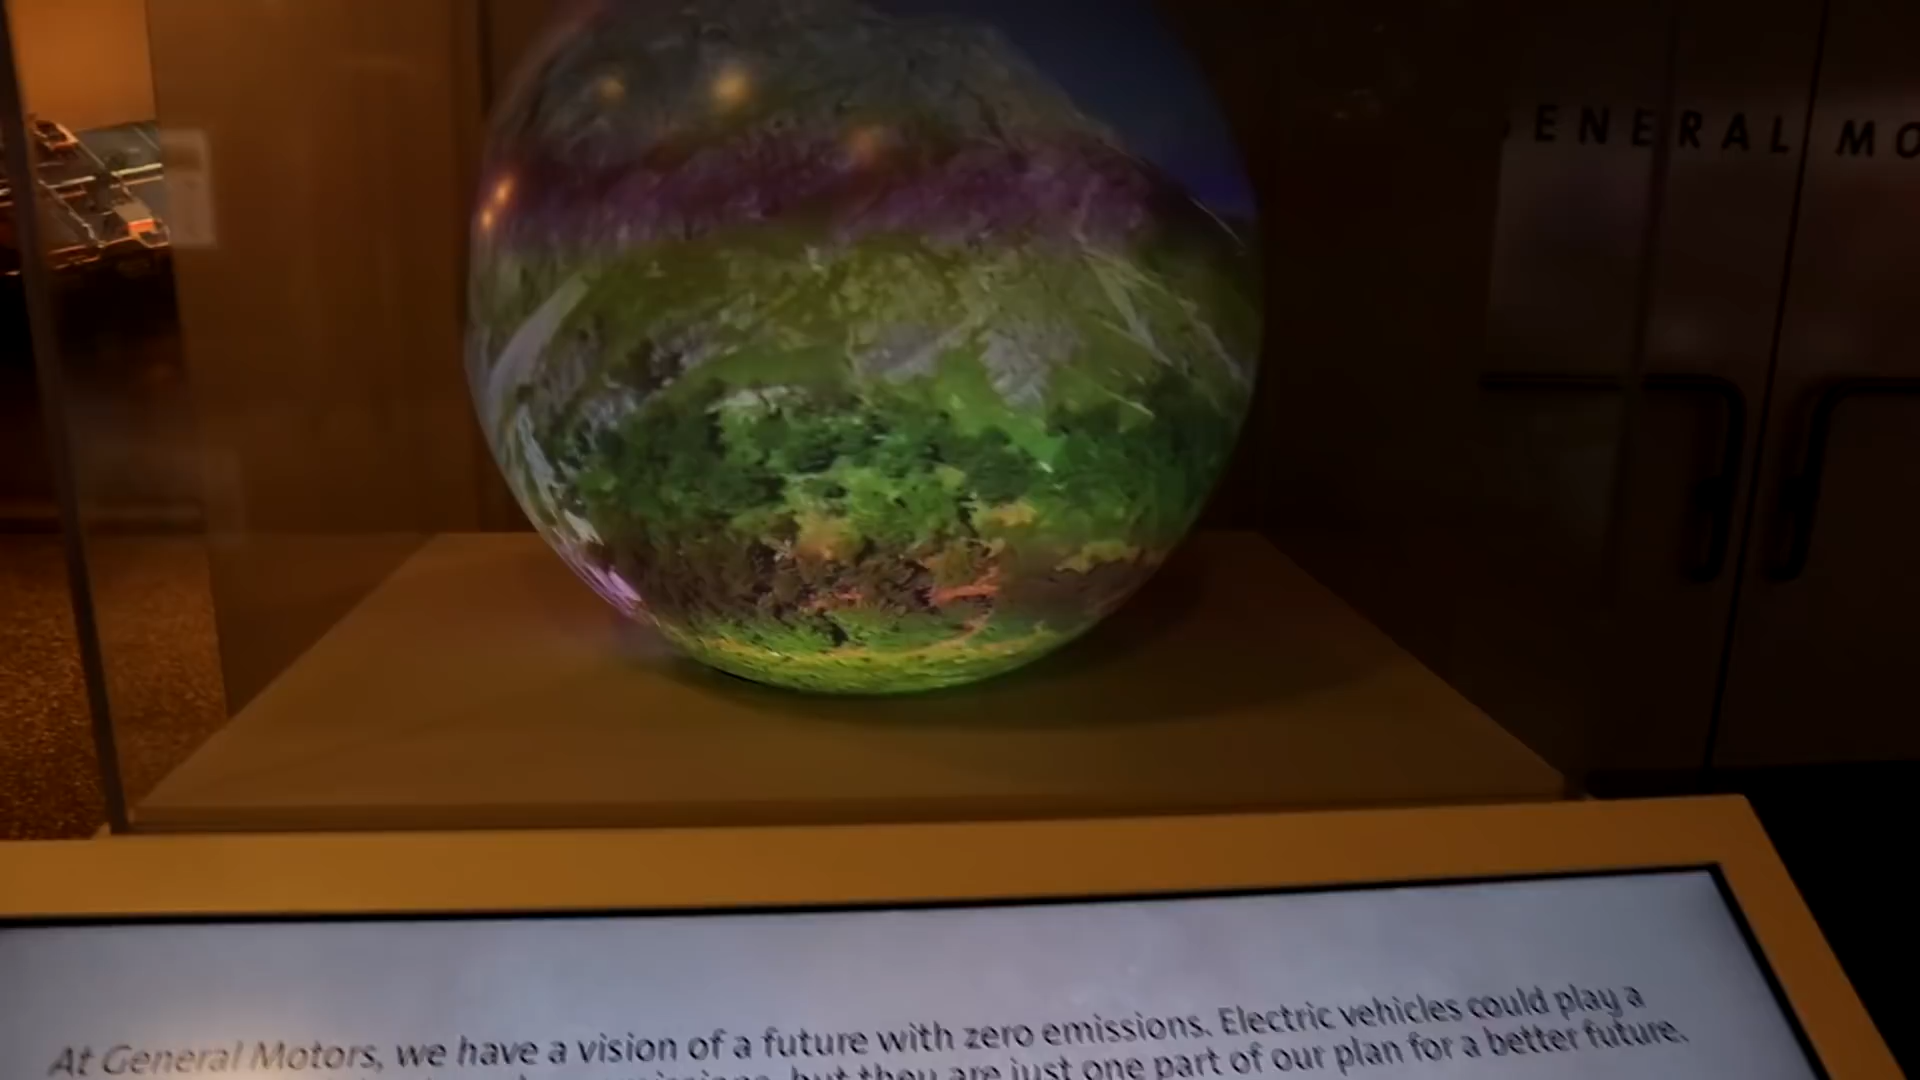 ENERAL MO
At General Motors, we have a vision of a future with zero emissions. Electric vehicles could play a
but they are just one part of our plan for a better future.